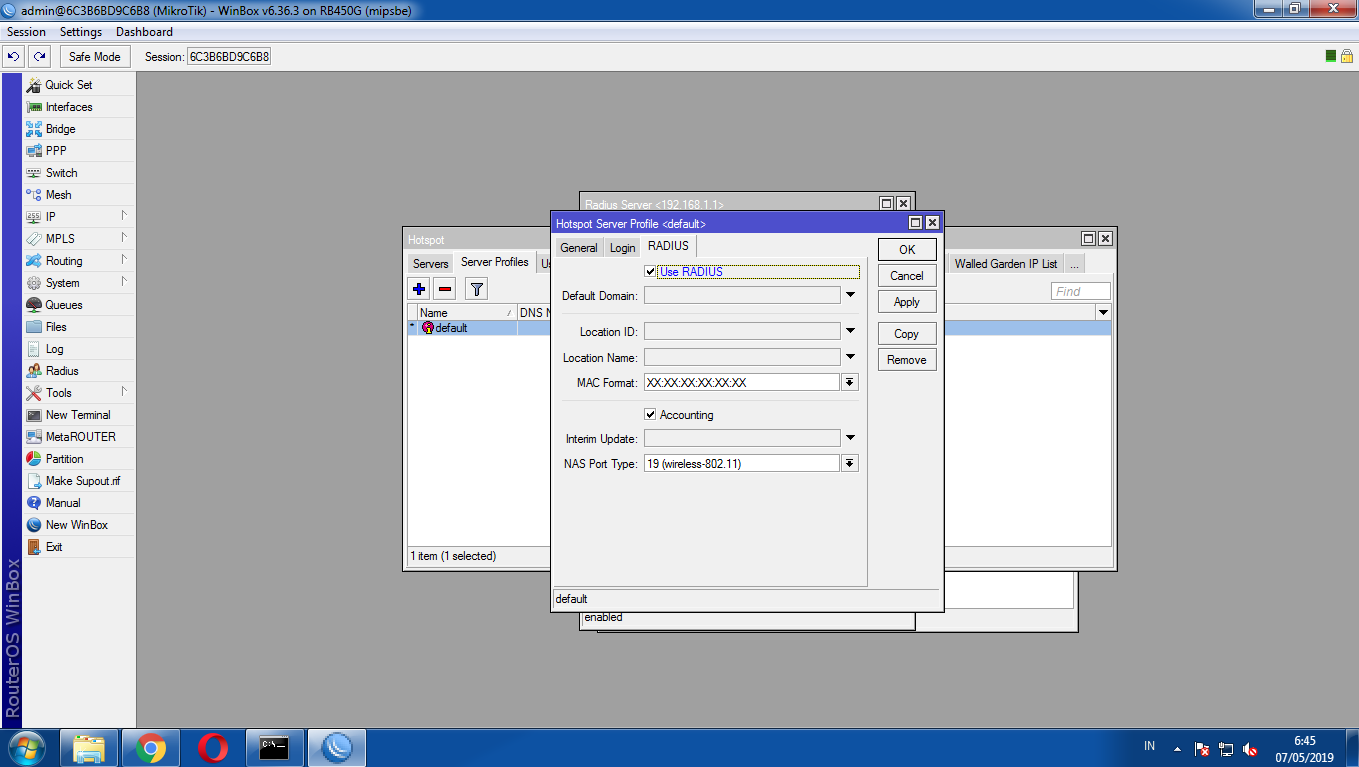 admin@6C3B6BD9C6B8 (MikroTik) - WinBox v6.36.3 on RB450G (mipsbe)
Session Settings Dashboard
Safe Mode Session: 6C3B6BD9C6B8
Quick Set
Interfaces
Bridge
PPP
Switch
Mesh
IP
MPLS
Routing
System
Queues
Files
Log
Radius
Tools
New Terminal
MetaROUTER
Partition
Make Supout.rif
Manual
New WinBox
Exit
RouterOS WinBox
Radius Server <192.168.1.1>
enabled
Hotspot
Servers Server Profiles Us Walled Garden IP List ...
Find
Name DNS N
* default
1 item (1 selected)
Hotspot Server Profile <default>
General Login RADIUS
Use RADIUS
Default Domain:
Location ID:
Location Name:
MAC Format: XX:XX:XX:XX:XX:XX
Accounting
Interim Update:
NAS Port Type: 19 (wireless-802.11)
OK
Cancel
Apply
Copy
Remove
default
C:\.
IN
6:45
07/05/2019